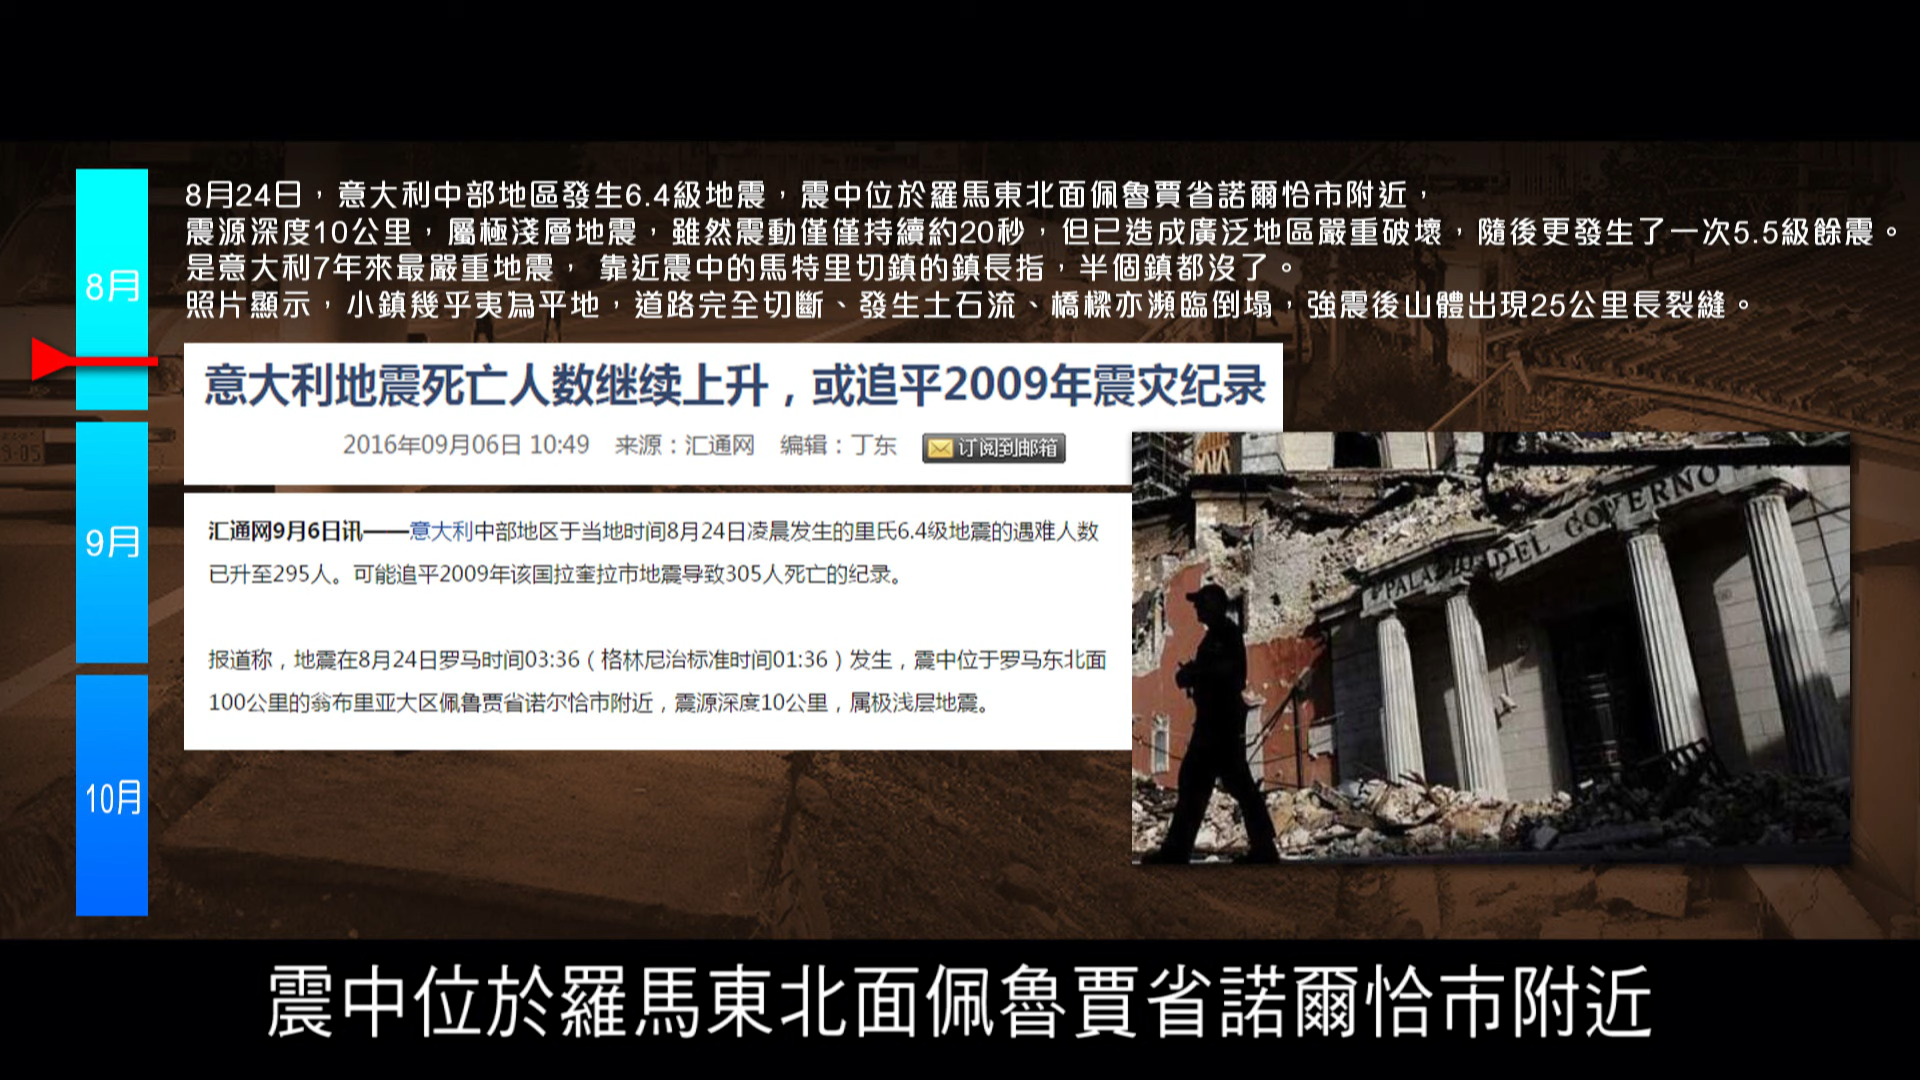 8月24日，意大利中部地區發生6.4級地震，震中位於羅馬東北面佩魯賈省諾爾恰市附近，
震源深度10公里，屬極淺層地震，雖然震動僅僅持續約20秒，但已造成廣泛地區嚴重破壞，隨後更發生了一次5.5級餘震。
是意大利7年來最嚴重地震， 靠近震中的馬特里切鎮的鎮長指，半個鎮都沒了。
照片顯示，小鎮幾乎夷為平地，道路完全切斷、發生土石流、橋樑亦瀕臨倒塌，強震後山體出現25公里長裂縫。
8月
9月
10月
意大利地震死亡人数继续上升，或追平2009年震灾纪录
2016年09月06日 10:49 来源：汇通网 编辑：丁东 订阅到邮箱
汇通网9月6日讯——意大利中部地区于当地时间8月24日凌晨发生的里氏6.4级地震的遇难人数
已升至295人。可能追平2009年该国拉奎拉市地震导致305人死亡的纪录。
报道称，地震在8月24日罗马时间03:36（格林尼治标准时间01:36）发生，震中位于罗马东北面
100公里的翁布里亚大区佩鲁贾省诺尔恰市附近，震源深度10公里，属极浅层地震。
PALAZZO DEL GOVERNO
震中位於羅馬東北面佩魯賈省諾爾恰市附近